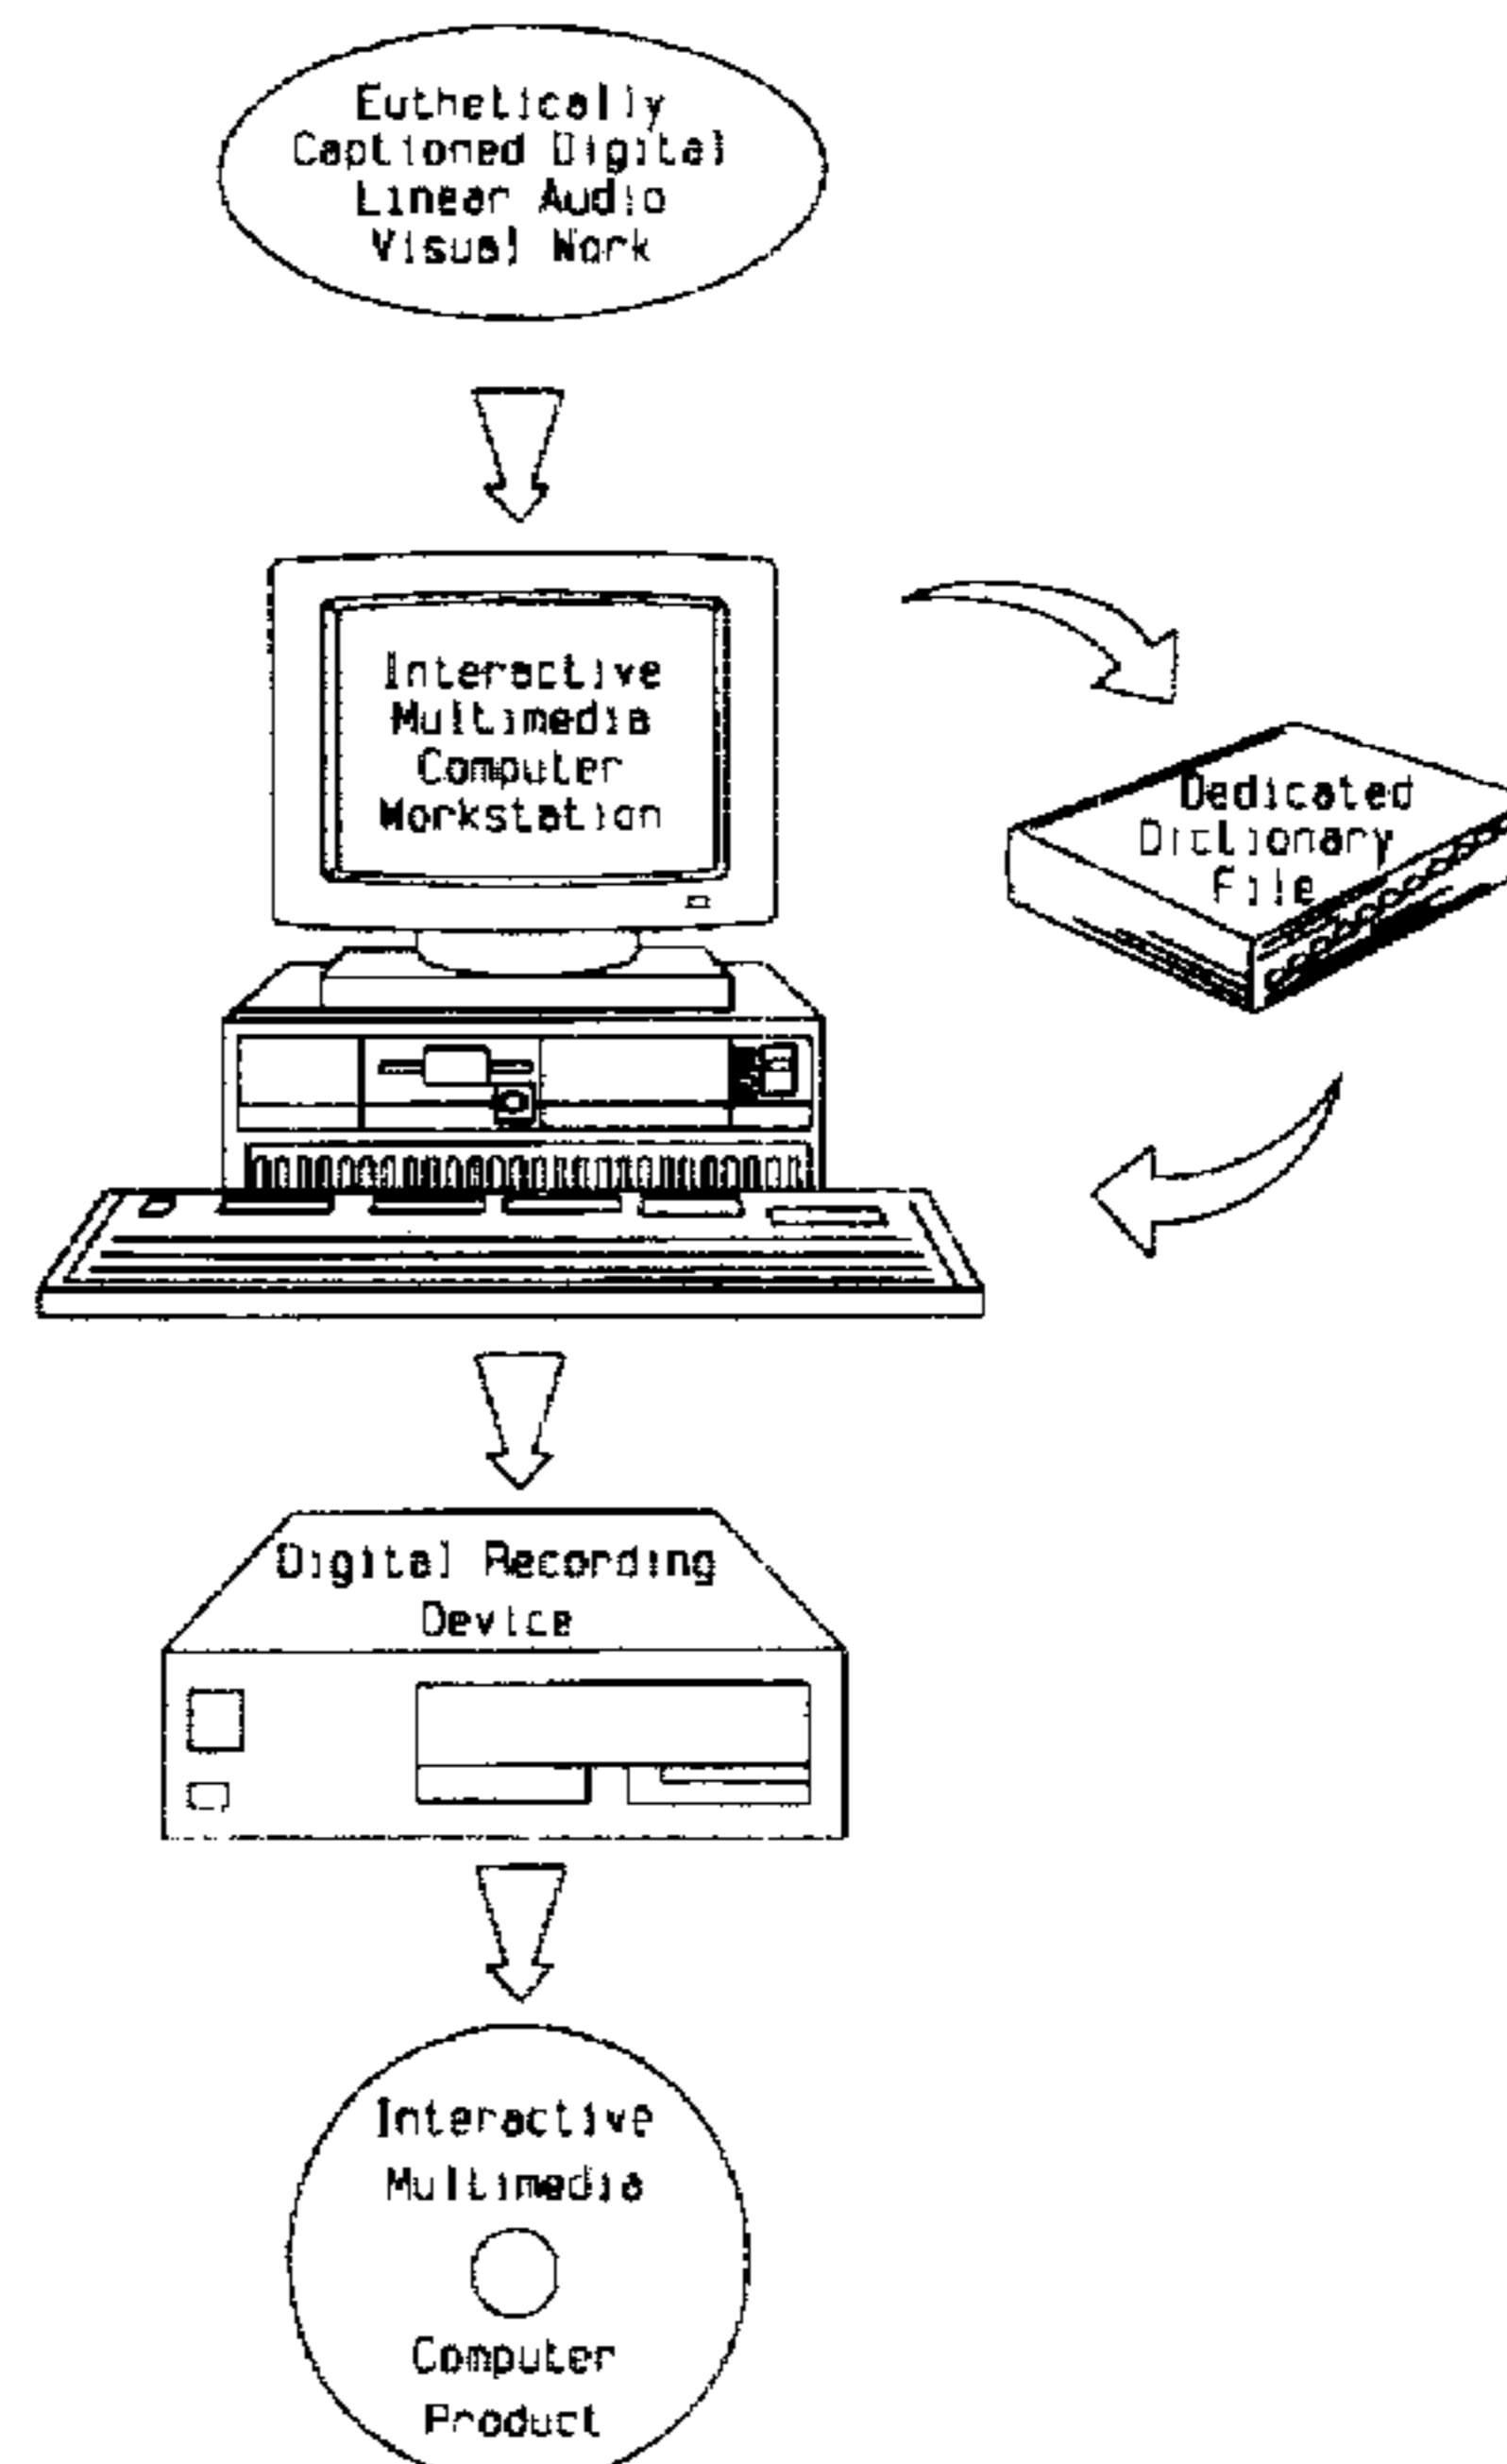 Euthetically
Captioned Digital
Linear Audio
Visual Work
Interactive
Multimedia
Computer
Workstation
Dedicated
Dictionary
File
Digital Recording
Device
Interactive
Multimedia
Computer
Product